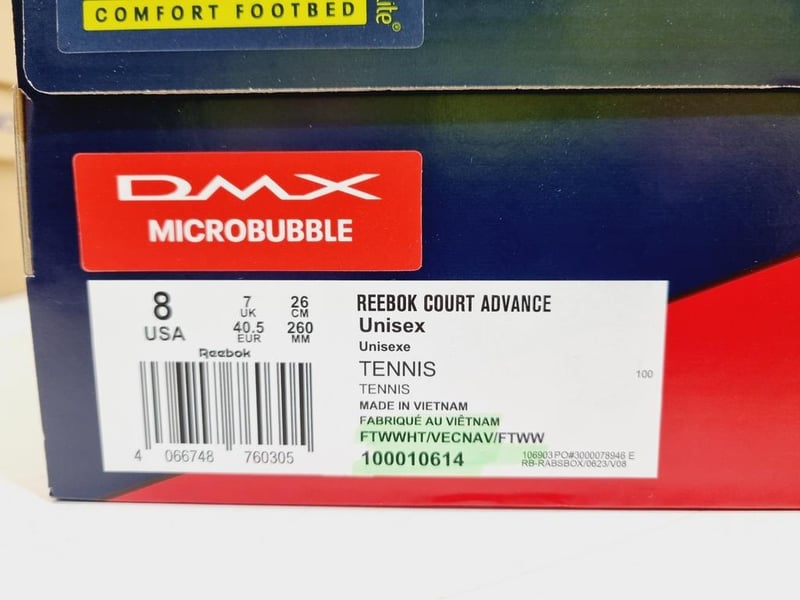 COMFORT FOOTBED
ite®
DMX
MICROBUBBLE
8
USA
7
UK
40.5
EUR
26
CM
260
MM
Reebok
4 066748 760305
REEBOK COURT ADVANCE
Unisex
Unisexe
TENNIS
TENNIS
100
MADE IN VIETNAM
FABRIQUÉ AU VIÊTNAM
FTWWHT/VECNAV/FTWW
100010614
106903 PO#3000078946 E
RB-RABSBOX/0623/V08